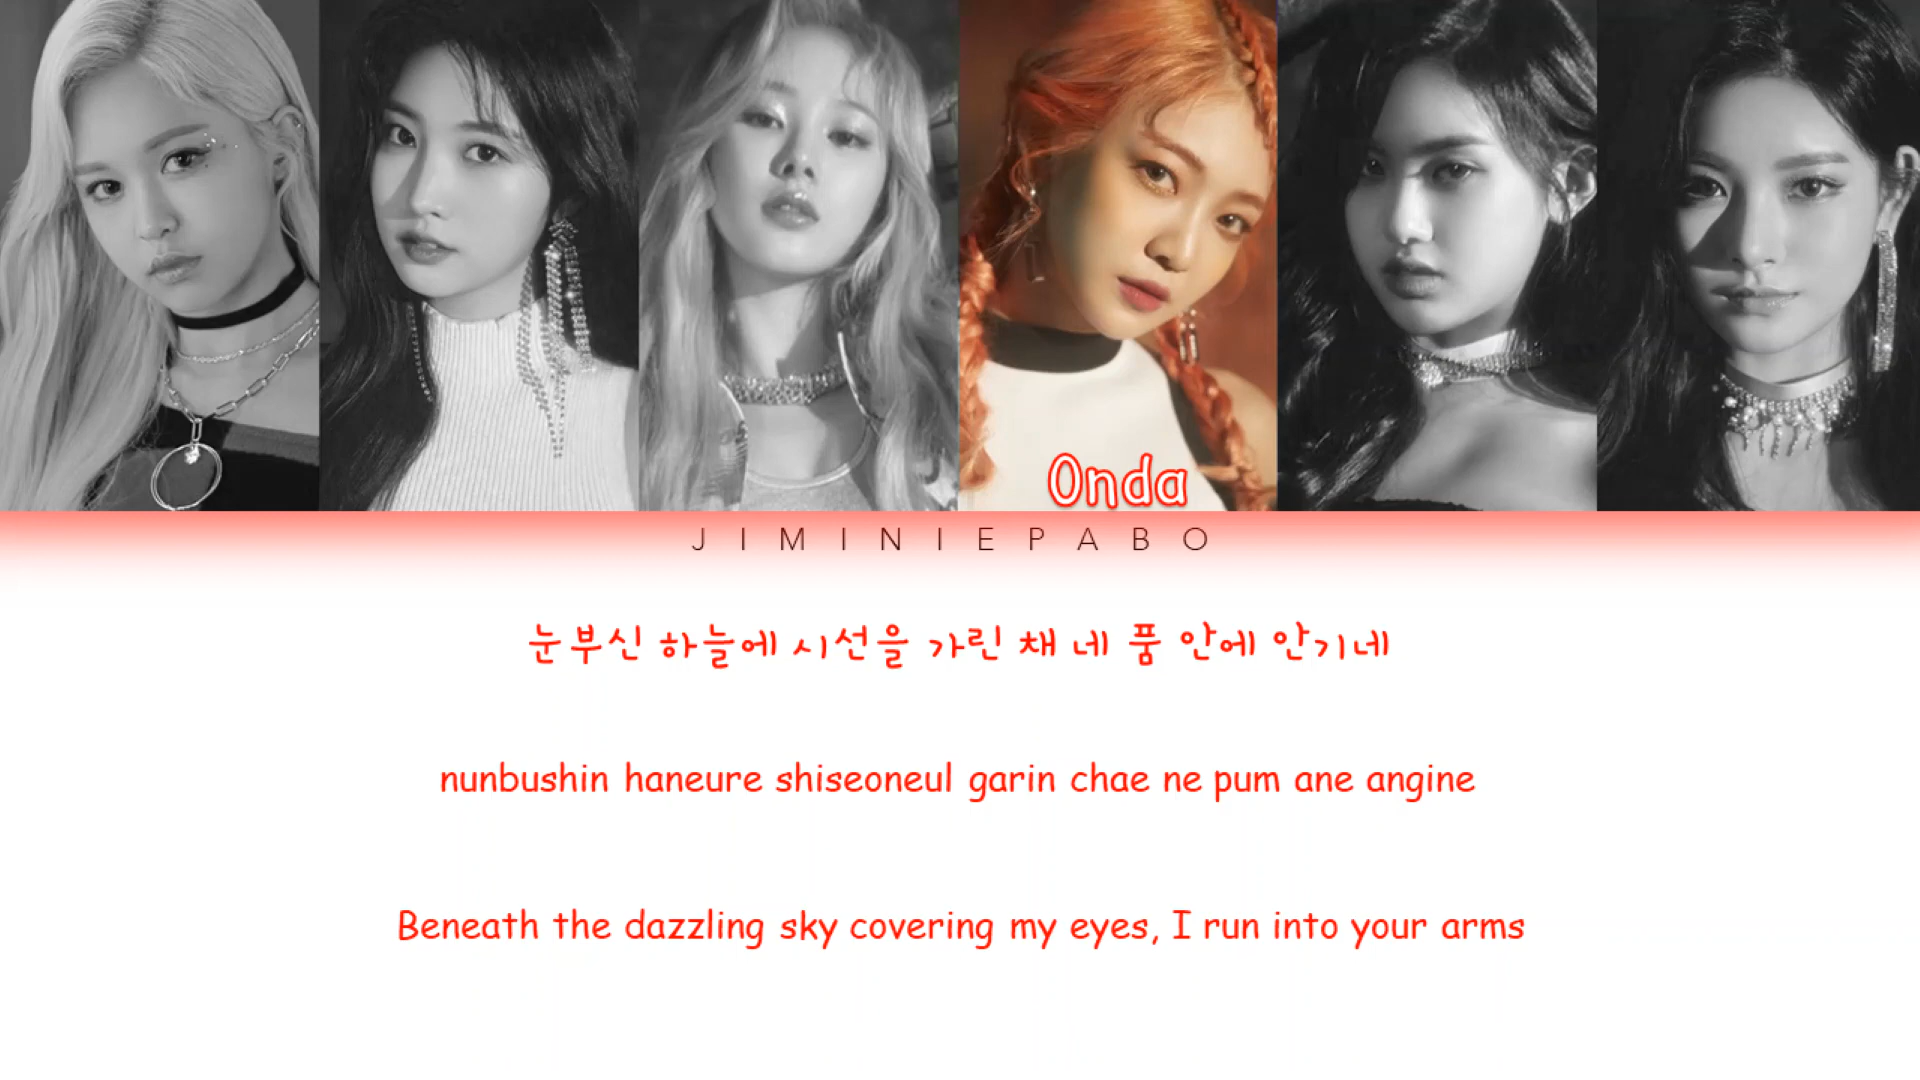 Onda
JIMINIEPABO
눈부신 하늘에 시선을 가린 채 네 품 안에 안기네
nunbushin haneure shiseoneul garin chae ne pum ane angine
Beneath the dazzling sky covering my eyes, I run into your arms